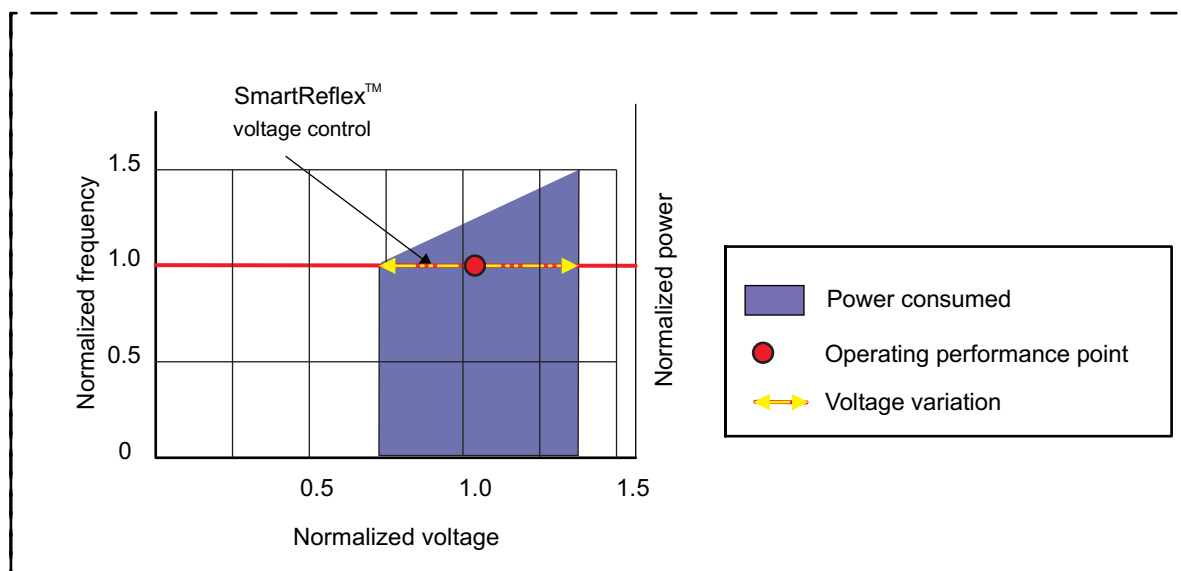 SmartReflex™
voltage control
Normalized frequency
1.5
1.0
0.5
0
0.5
1.0
1.5
Normalized voltage
Normalized power
Power consumed
Operating performance point
Voltage variation